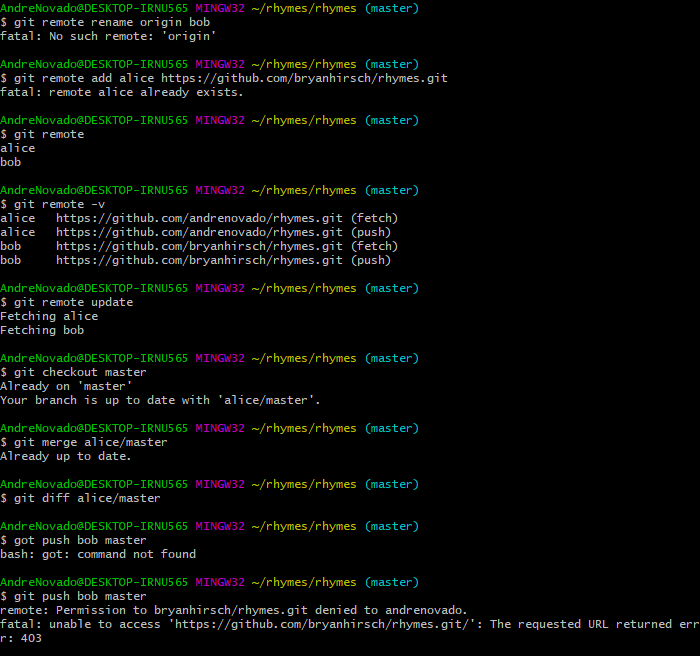 AndreNovado@DESKTOP-IRNU565 MINGW32 ~/rhymes/rhymes (master)
$ git remote rename origin bob
fatal: No such remote: 'origin'
AndreNovado@DESKTOP-IRNU565 MINGW32 ~/rhymes/rhymes (master)
$ git remote add alice https://github.com/bryanhirsch/rhymes.git
fatal: remote alice already exists.
AndreNovado@DESKTOP-IRNU565 MINGW32 ~/rhymes/rhymes (master)
$ git remote
alice
bob
AndreNovado@DESKTOP-IRNU565 MINGW32 ~/rhymes/rhymes (master)
$ git remote -v
alice   https://github.com/andrenovado/rhymes.git (fetch)
alice   https://github.com/andrenovado/rhymes.git (push)
bob     https://github.com/bryanhirsch/rhymes.git (fetch)
bob     https://github.com/bryanhirsch/rhymes.git (push)
AndreNovado@DESKTOP-IRNU565 MINGW32 ~/rhymes/rhymes (master)
$ git remote update
Fetching alice
Fetching bob
AndreNovado@DESKTOP-IRNU565 MINGW32 ~/rhymes/rhymes (master)
$ git checkout master
Already on 'master'
Your branch is up to date with 'alice/master'.
AndreNovado@DESKTOP-IRNU565 MINGW32 ~/rhymes/rhymes (master)
$ git merge alice/master
Already up to date.
AndreNovado@DESKTOP-IRNU565 MINGW32 ~/rhymes/rhymes (master)
$ git diff alice/master
AndreNovado@DESKTOP-IRNU565 MINGW32 ~/rhymes/rhymes (master)
$ got push bob master
bash: got: command not found
AndreNovado@DESKTOP-IRNU565 MINGW32 ~/rhymes/rhymes (master)
$ git push bob master
remote: Permission to bryanhirsch/rhymes.git denied to andrenovado.
fatal: unable to access 'https://github.com/bryanhirsch/rhymes.git/': The requested URL returned err
r: 403